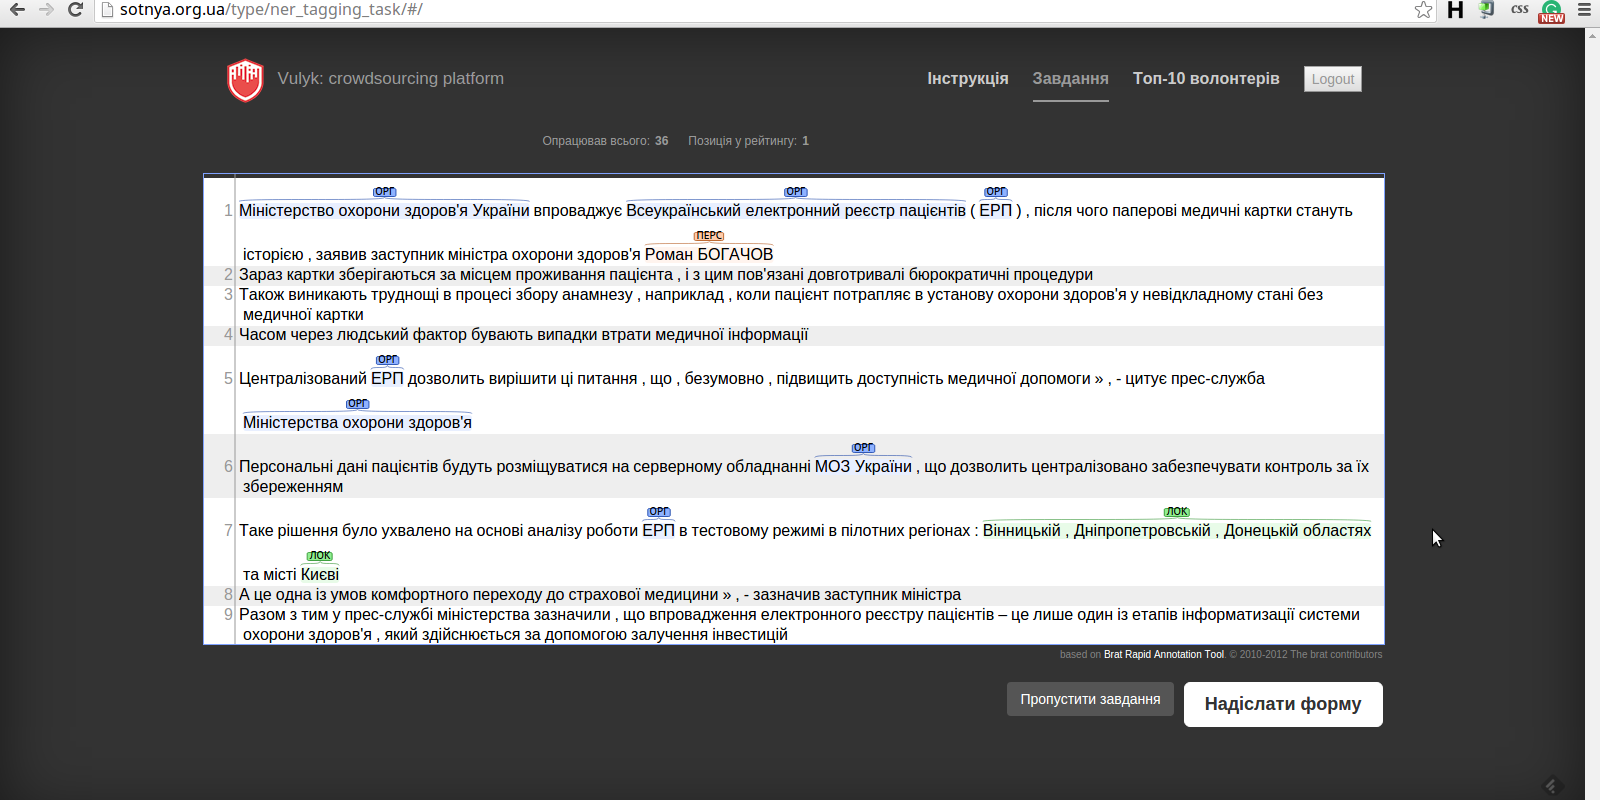 sotnya.org.ua/type/ner_tagging_task/#/
H
css
NEW
Vulyk: crowdsourcing platform
Інструкція
Завдання
Топ-10 волонтерів
Logout
Опрацював всього: 36
Позиція у рейтингу: 1
ОРГ ОРГ ОРГ
1 Міністерство охорони здоров'я України впроваджує Всеукраїнський електронний реєстр пацієнтів ( ЕРП ) , після чого паперові медичні картки стануть
ПЕРС
історією , заявив заступник міністра охорони здоров'я Роман БОГАЧОВ
2 Зараз картки зберігаються за місцем проживання пацієнта , і з цим пов'язані довготривалі бюрократичні процедури
3 Також виникають труднощі в процесі збору анамнезу , наприклад , коли пацієнт потрапляє в установу охорони здоров'я у невідкладному стані без
медичної картки
4 Часом через людський фактор бувають випадки втрати медичної інформації
ОРГ
5 Централізований ЕРП дозволить вирішити ці питання , що , безумовно , підвищить доступність медичної допомоги » , - цитує прес-служба
ОРГ
Міністерства охорони здоров'я
ОРГ
6 Персональні дані пацієнтів будуть розміщуватися на серверному обладнанні МОЗ України , що дозволить централізовано забезпечувати контроль за їх
збереженням
ОРГ ЛОК
7 Таке рішення було ухвалено на основі аналізу роботи ЕРП в тестовому режимі в пілотних регіонах : Вінницькій , Дніпропетровській , Донецькій областях
ЛОК
та місті Києві
8 А це одна із умов комфортного переходу до страхової медицини » , - зазначив заступник міністра
9 Разом з тим у прес-службі міністерства зазначили , що впровадження електронного реєстру пацієнтів – це лише один із етапів інформатизації системи
охорони здоров'я , який здійснюється за допомогою залучення інвестицій
based on Brat Rapid Annotation Tool. © 2010-2012 The brat contributors
Пропустити завдання
Надіслати форму